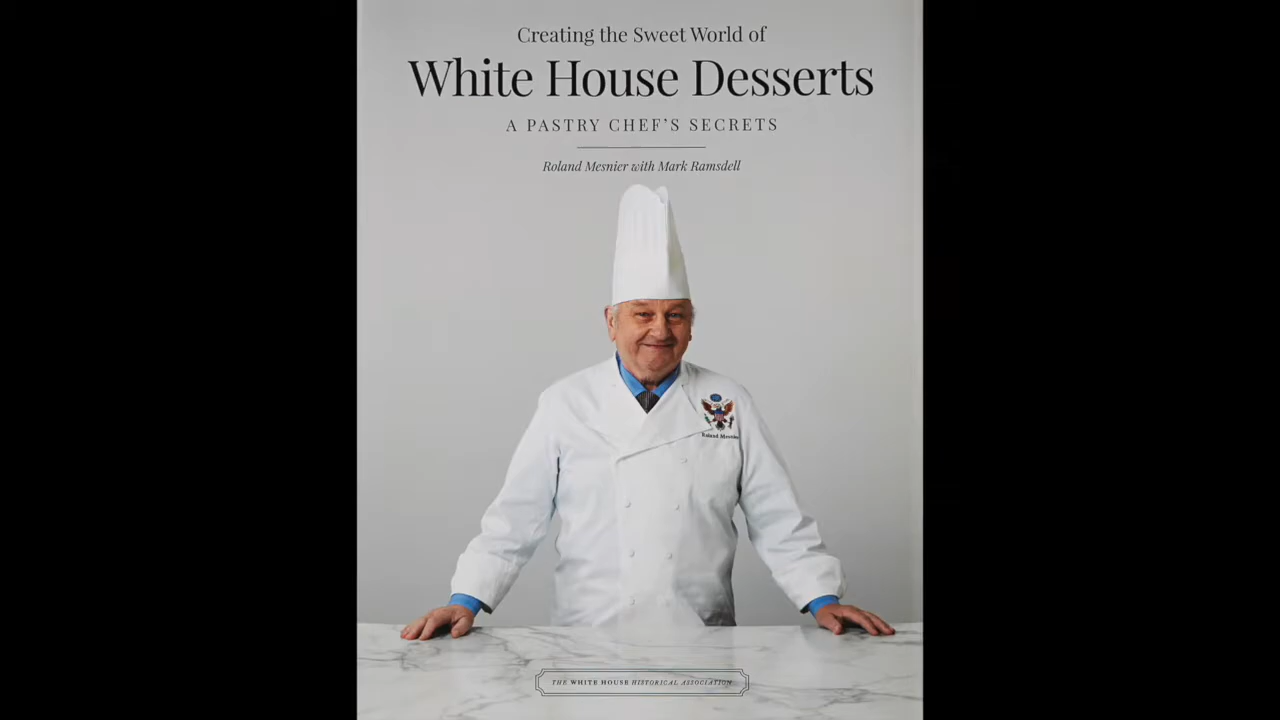 Creating the Sweet World of
White House Desserts
A PASTRY CHEF'S SECRETS
Roland Mesnier with Mark Ramsdell
Roland Mesnier
THE WHITE HOUSE HISTORICAL ASSOCIATION